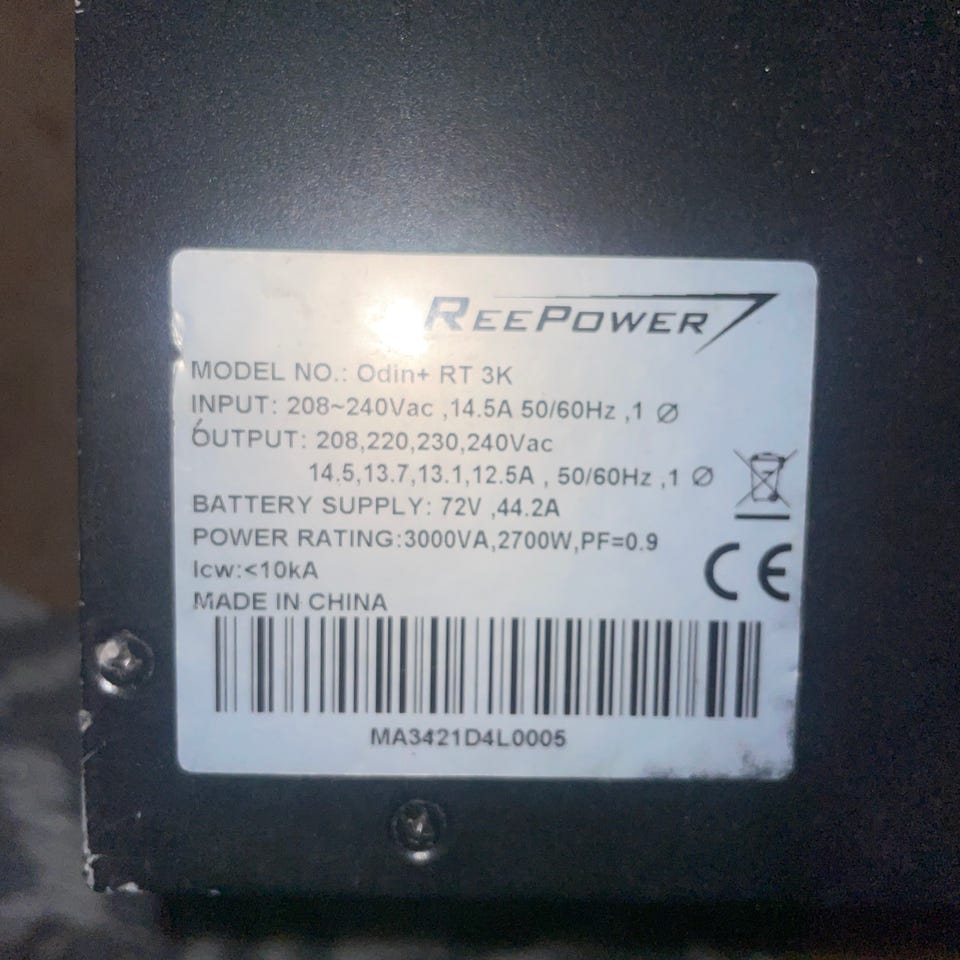 REEPOWER
MODEL NO.: Odin+ RT 3K
INPUT: 208~240Vac ,14.5A 50/60Hz ,1 Ø
OUTPUT: 208,220,230,240Vac
14.5,13.7,13.1,12.5A , 50/60Hz ,1 Ø
BATTERY SUPPLY: 72V ,44.2A
POWER RATING:3000VA,2700W,PF=0.9
Icw:<10kA
CE
MADE IN CHINA
MA3421D4L0005